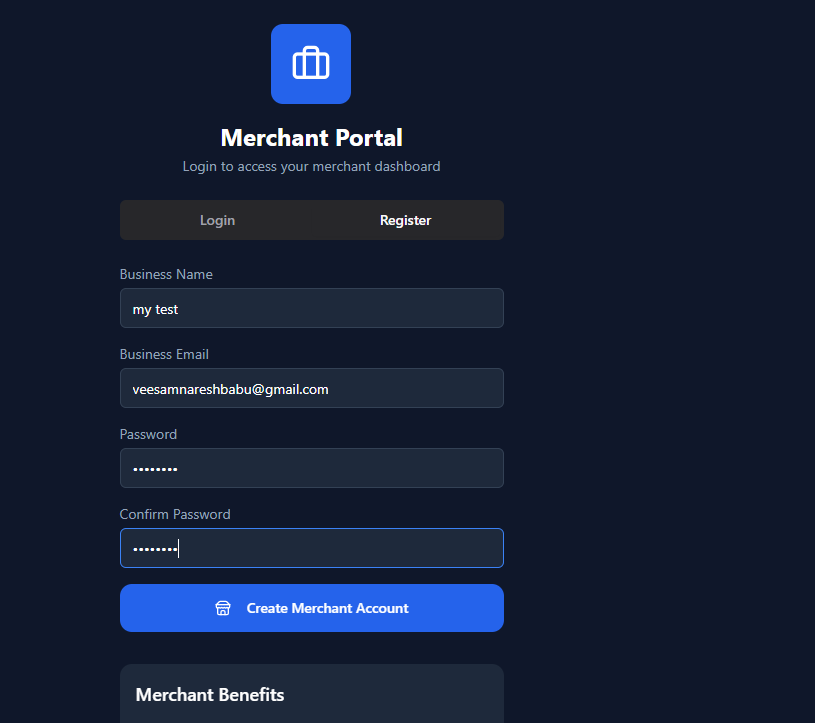 Merchant Portal
Login to access your merchant dashboard
Login Register
Business Name
my test
Business Email
veesamnareshbabu@gmail.com
Password
••••••••
Confirm Password
••••••••
Create Merchant Account
Merchant Benefits